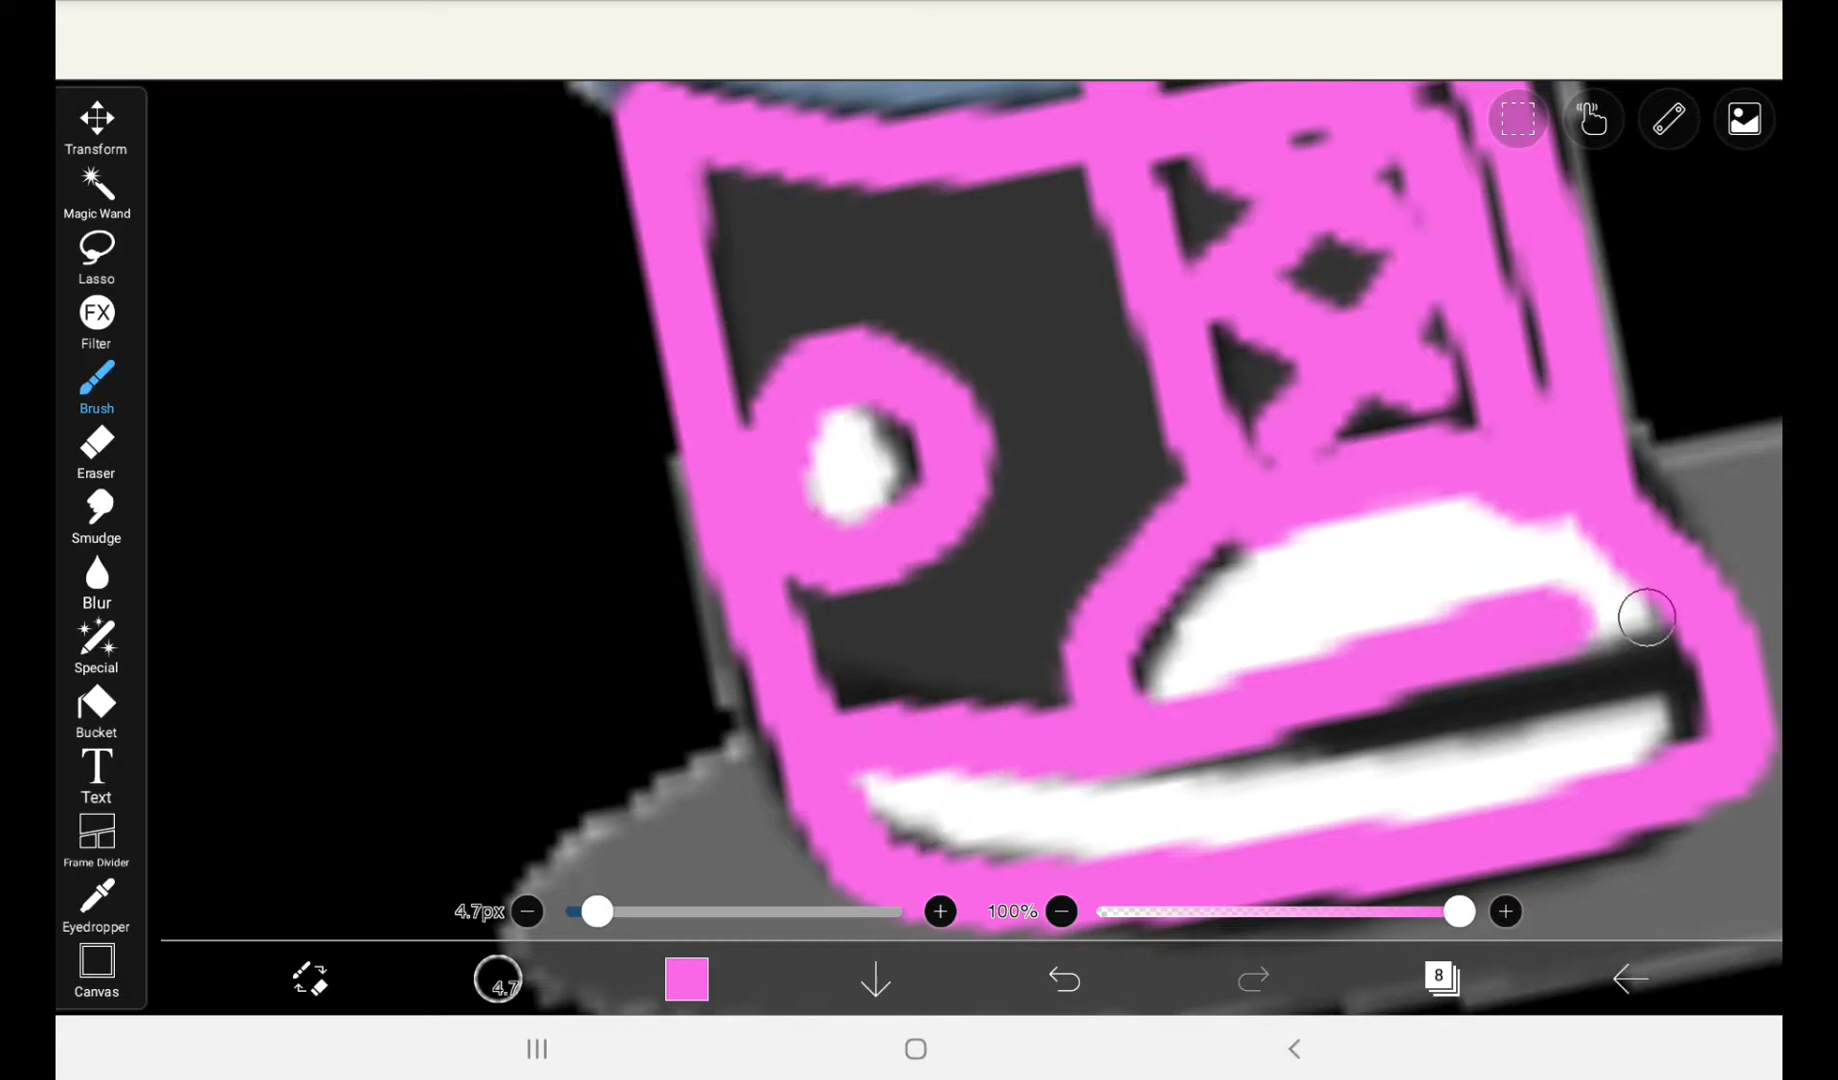 Transform
Magic Wand
Lasso
FX
Filter
Brush
Eraser
Smudge
Blur
Special
Bucket
T
Text
Frame Divider
Eyedropper
Canvas
4.7px
100%
4.7
8